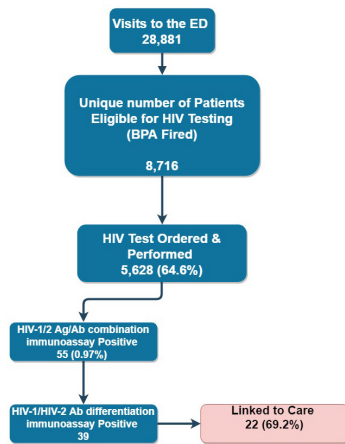 Visits to the ED
28,881
Unique number of Patients
Eligible for HIV Testing
(BPA Fired)
8,716
HIV Test Ordered &
Performed
5,628 (64.6%)
HIV-1/2 Ag/Ab combination
immunoassay Positive
55 (0.97%)
HIV-1/HIV-2 Ab differentiation
immunoassay Positive
39
Linked to Care
22 (69.2%)